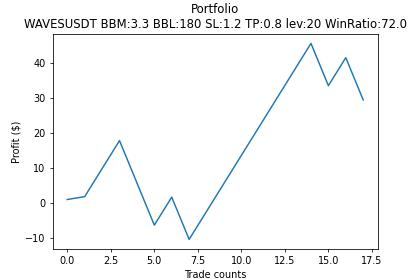 Portfolio
WAVESUSDT BBM:3.3 BBL:180 SL:1.2 TP:0.8 lev:20 WinRatio:72.0
Profit ($)
40
30
20
10
0
−10
0.0 2.5 5.0 7.5 10.0 12.5 15.0 17.5
Trade counts